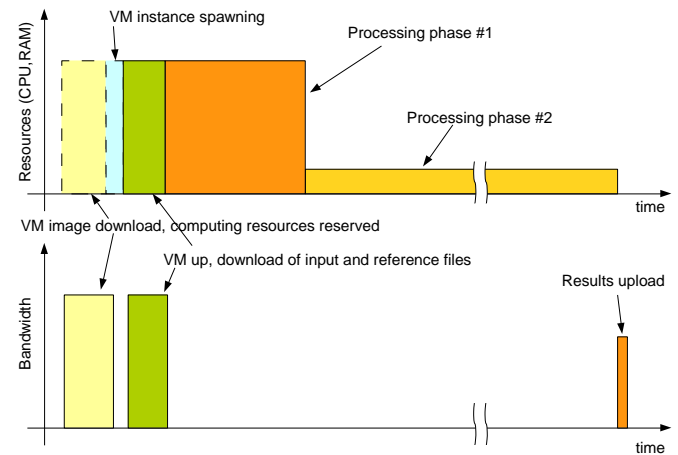 VM instance spawning
Processing phase #1
Resources (CPU,RAM)
Processing phase #2
time
VM image download, computing resources reserved
VM up, download of input and reference files
Results upload
Bandwidth
time